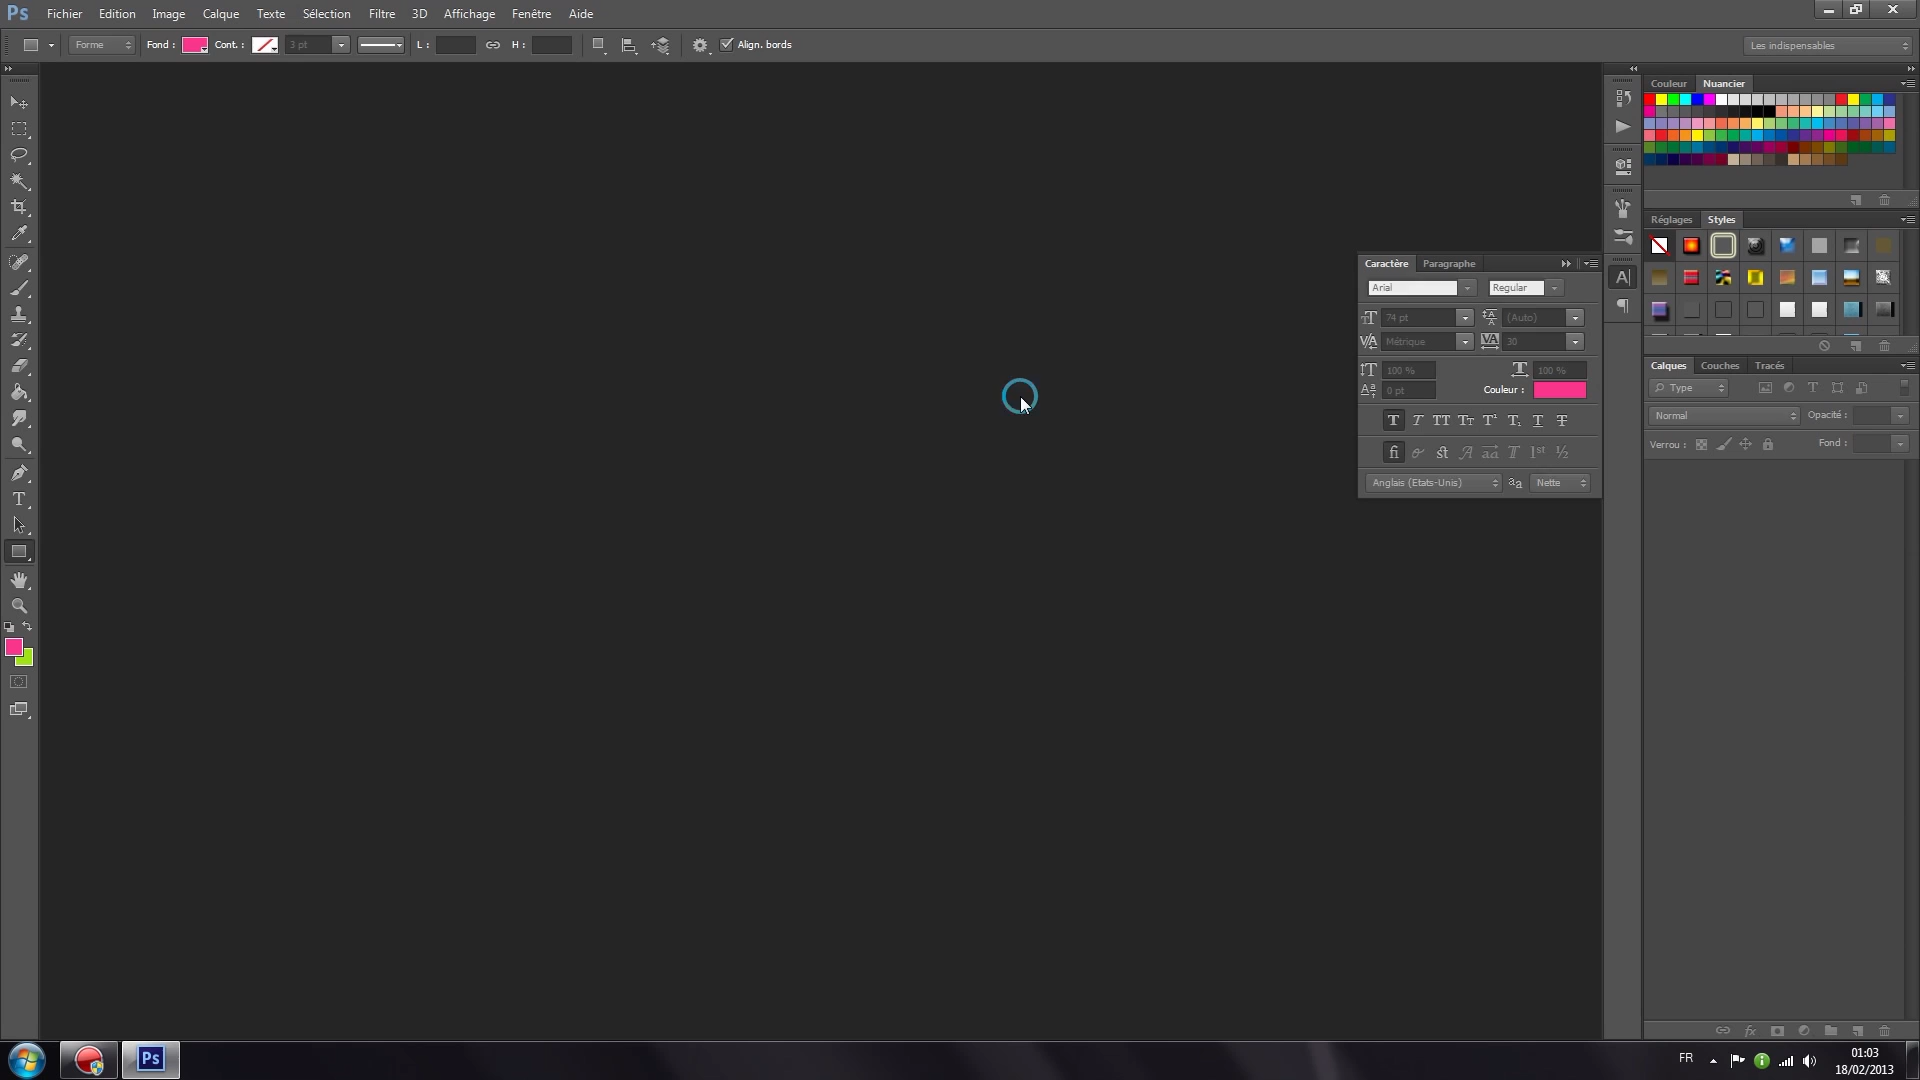 Ps Fichier Edition Image Calque Texte Sélection Filtre 3D Affichage Fenêtre Aide
Forme Fond : Cont. : 3 pt L : H : Align. bords Les indispensables
Couleur Nuancier
Réglages Styles
Caractère Paragraphe
Arial Regular
74 pt (Auto)
Métrique 30
100 % 100 %
0 pt Couleur :
Calques Couches Tracés
Type
Normal Opacité :
Verrou : Fond :
Anglais (Etats-Unis) aa Nette
Ps FR 01:03
18/02/2013